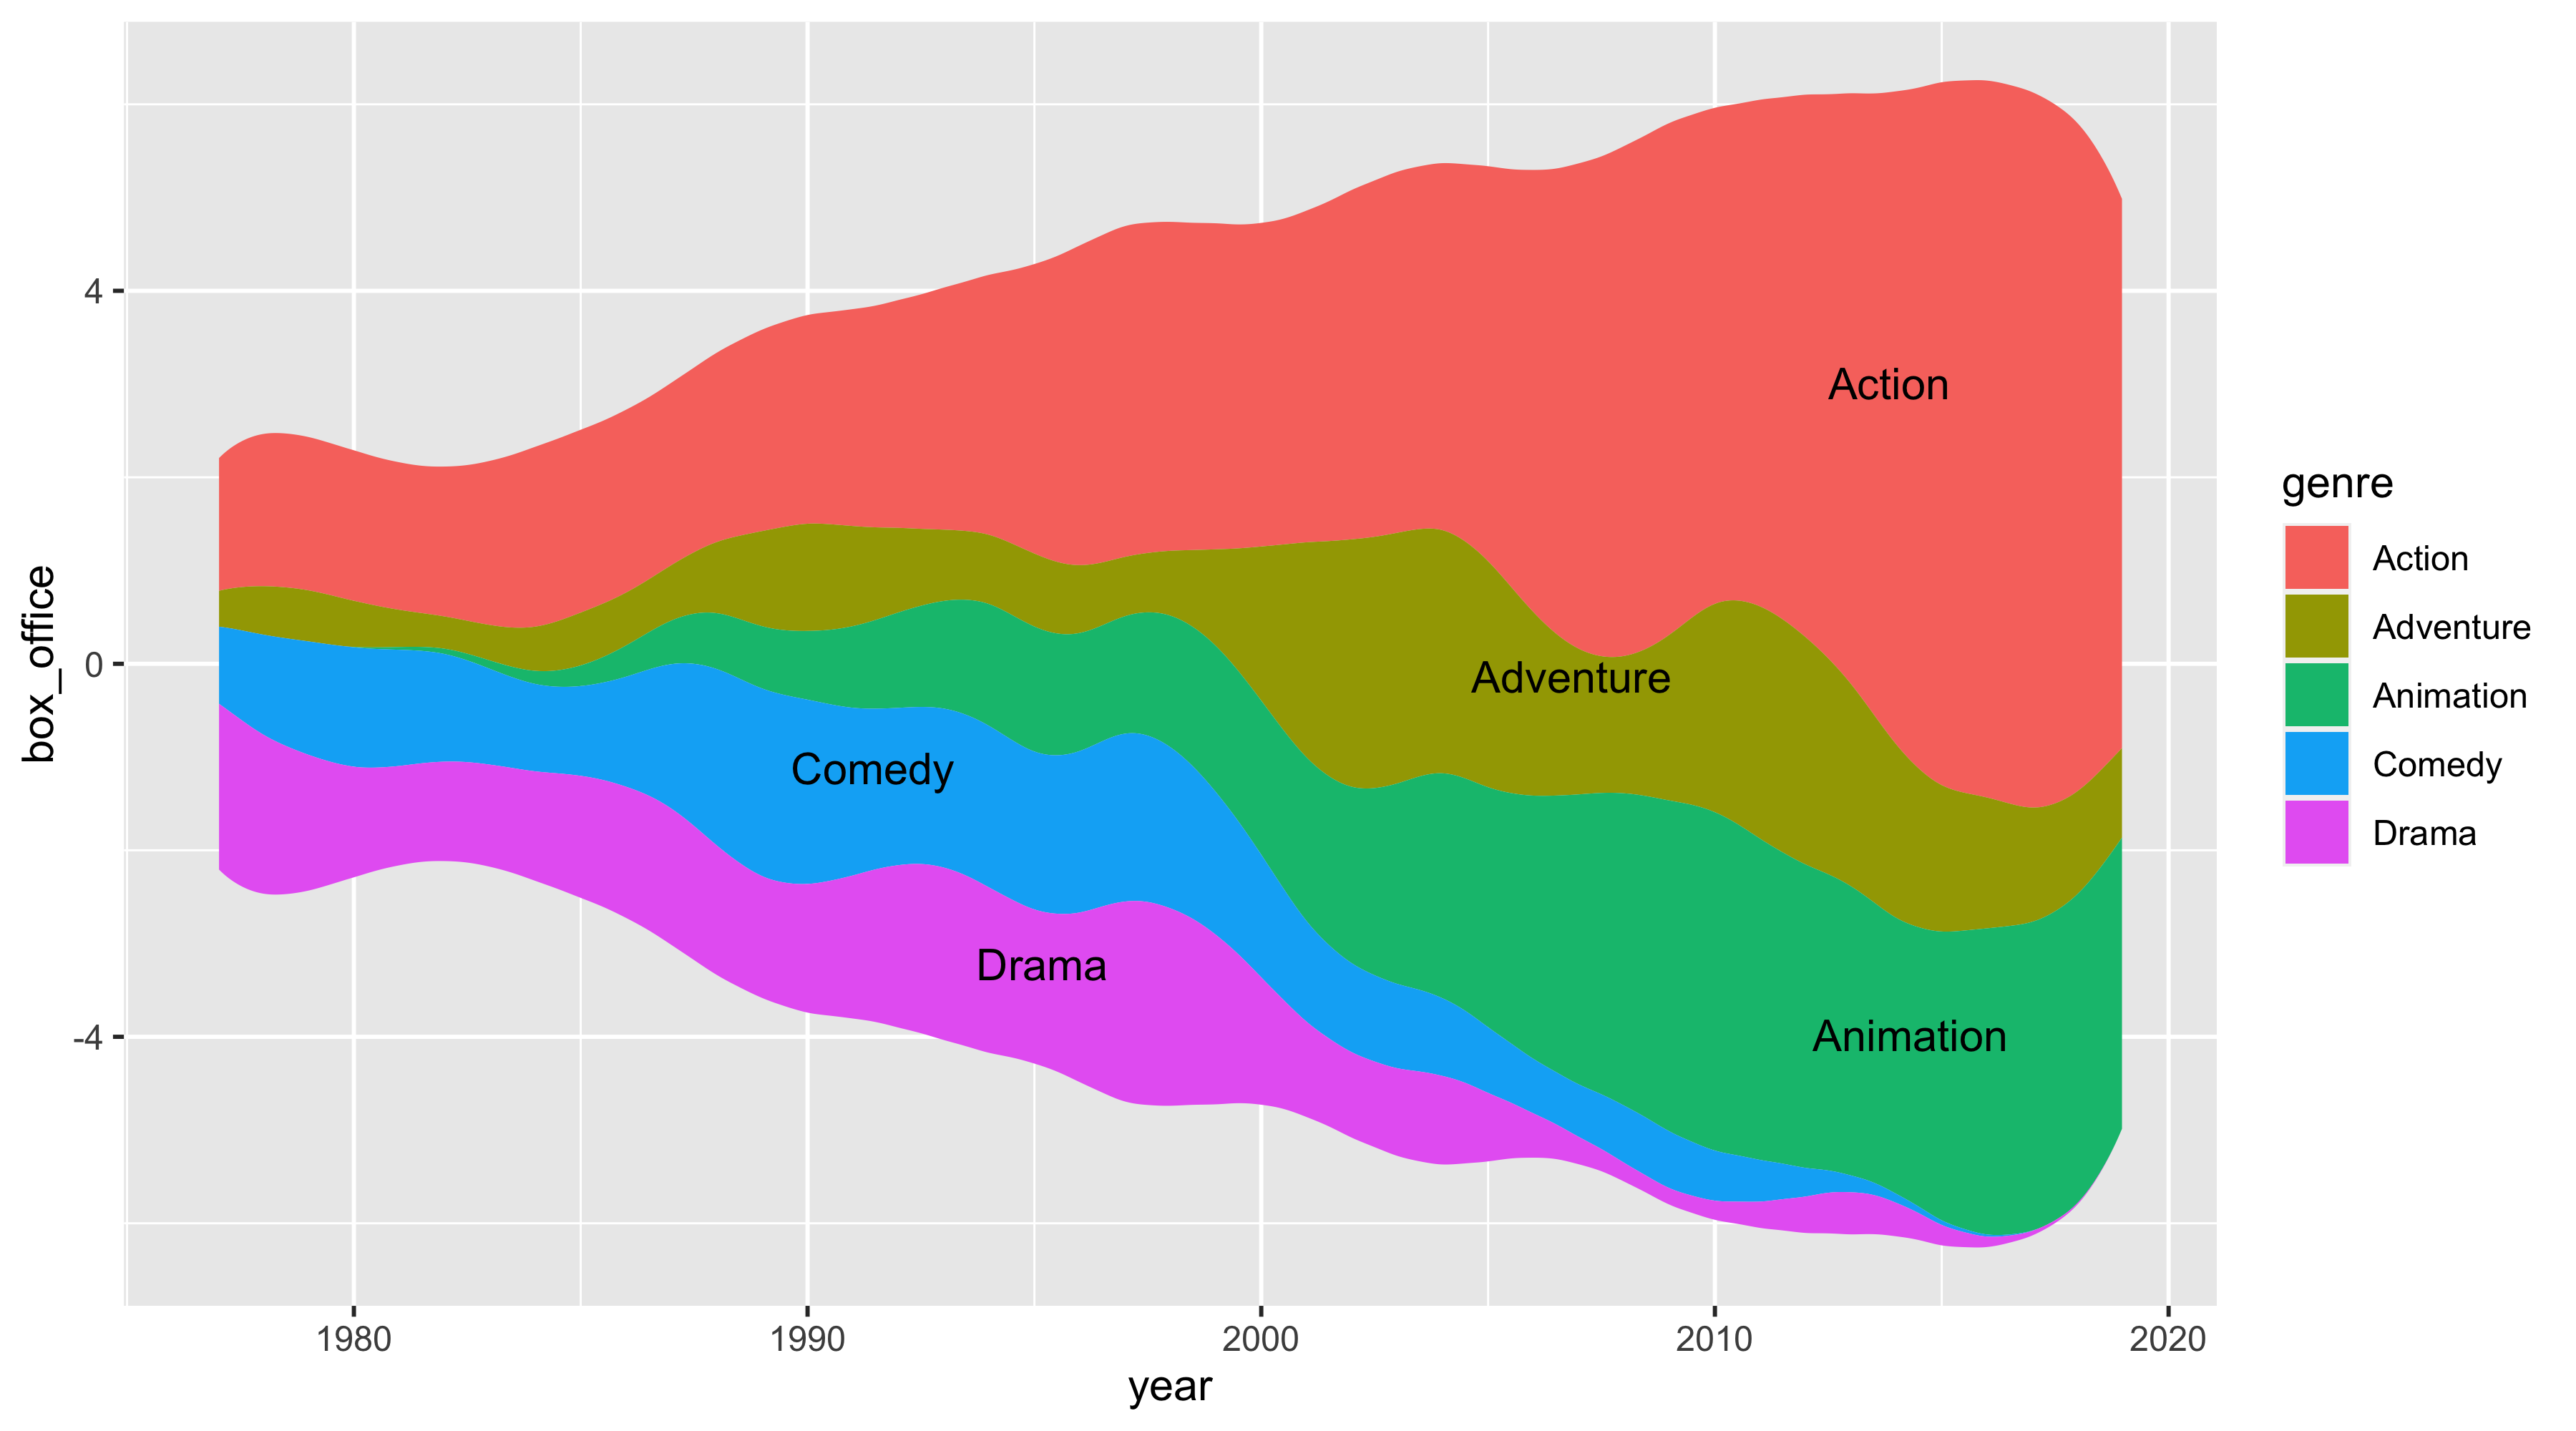 box_office
4
0
-4
Action
Adventure
Comedy
Drama
Animation
1980 1990 2000 2010 2020
year
genre
Action
Adventure
Animation
Comedy
Drama